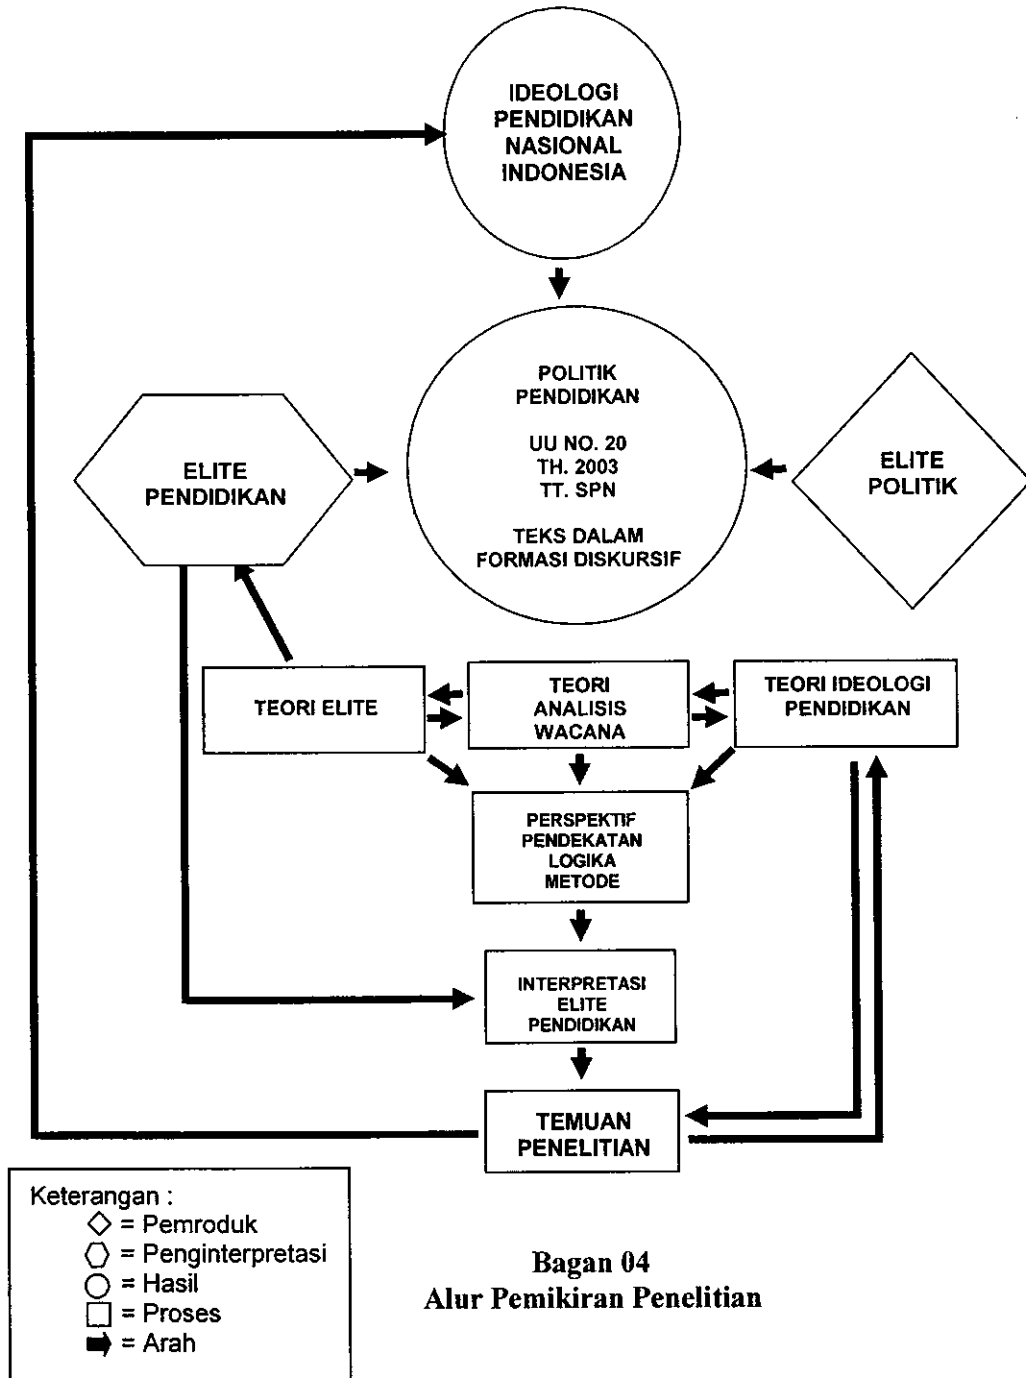 IDEOLOGI
PENDIDIKAN
NASIONAL
INDONESIA
POLITIK
PENDIDIKAN
UU NO. 20
TH. 2003
TT. SPN
TEKS DALAM
FORMASI DISKURSIF
ELITE
PENDIDIKAN
ELITE
POLITIK
TEORI ELITE
TEORI
ANALISIS
WACANA
TEORI IDEOLOGI
PENDIDIKAN
PERSPEKTIF
PENDEKATAN
LOGIKA
METODE
INTERPRETASI
ELITE
PENDIDIKAN
TEMUAN
PENELITIAN
Keterangan :
= Pemroduk
= Penginterpretasi
= Hasil
= Proses
= Arah
Bagan 04
Alur Pemikiran Penelitian